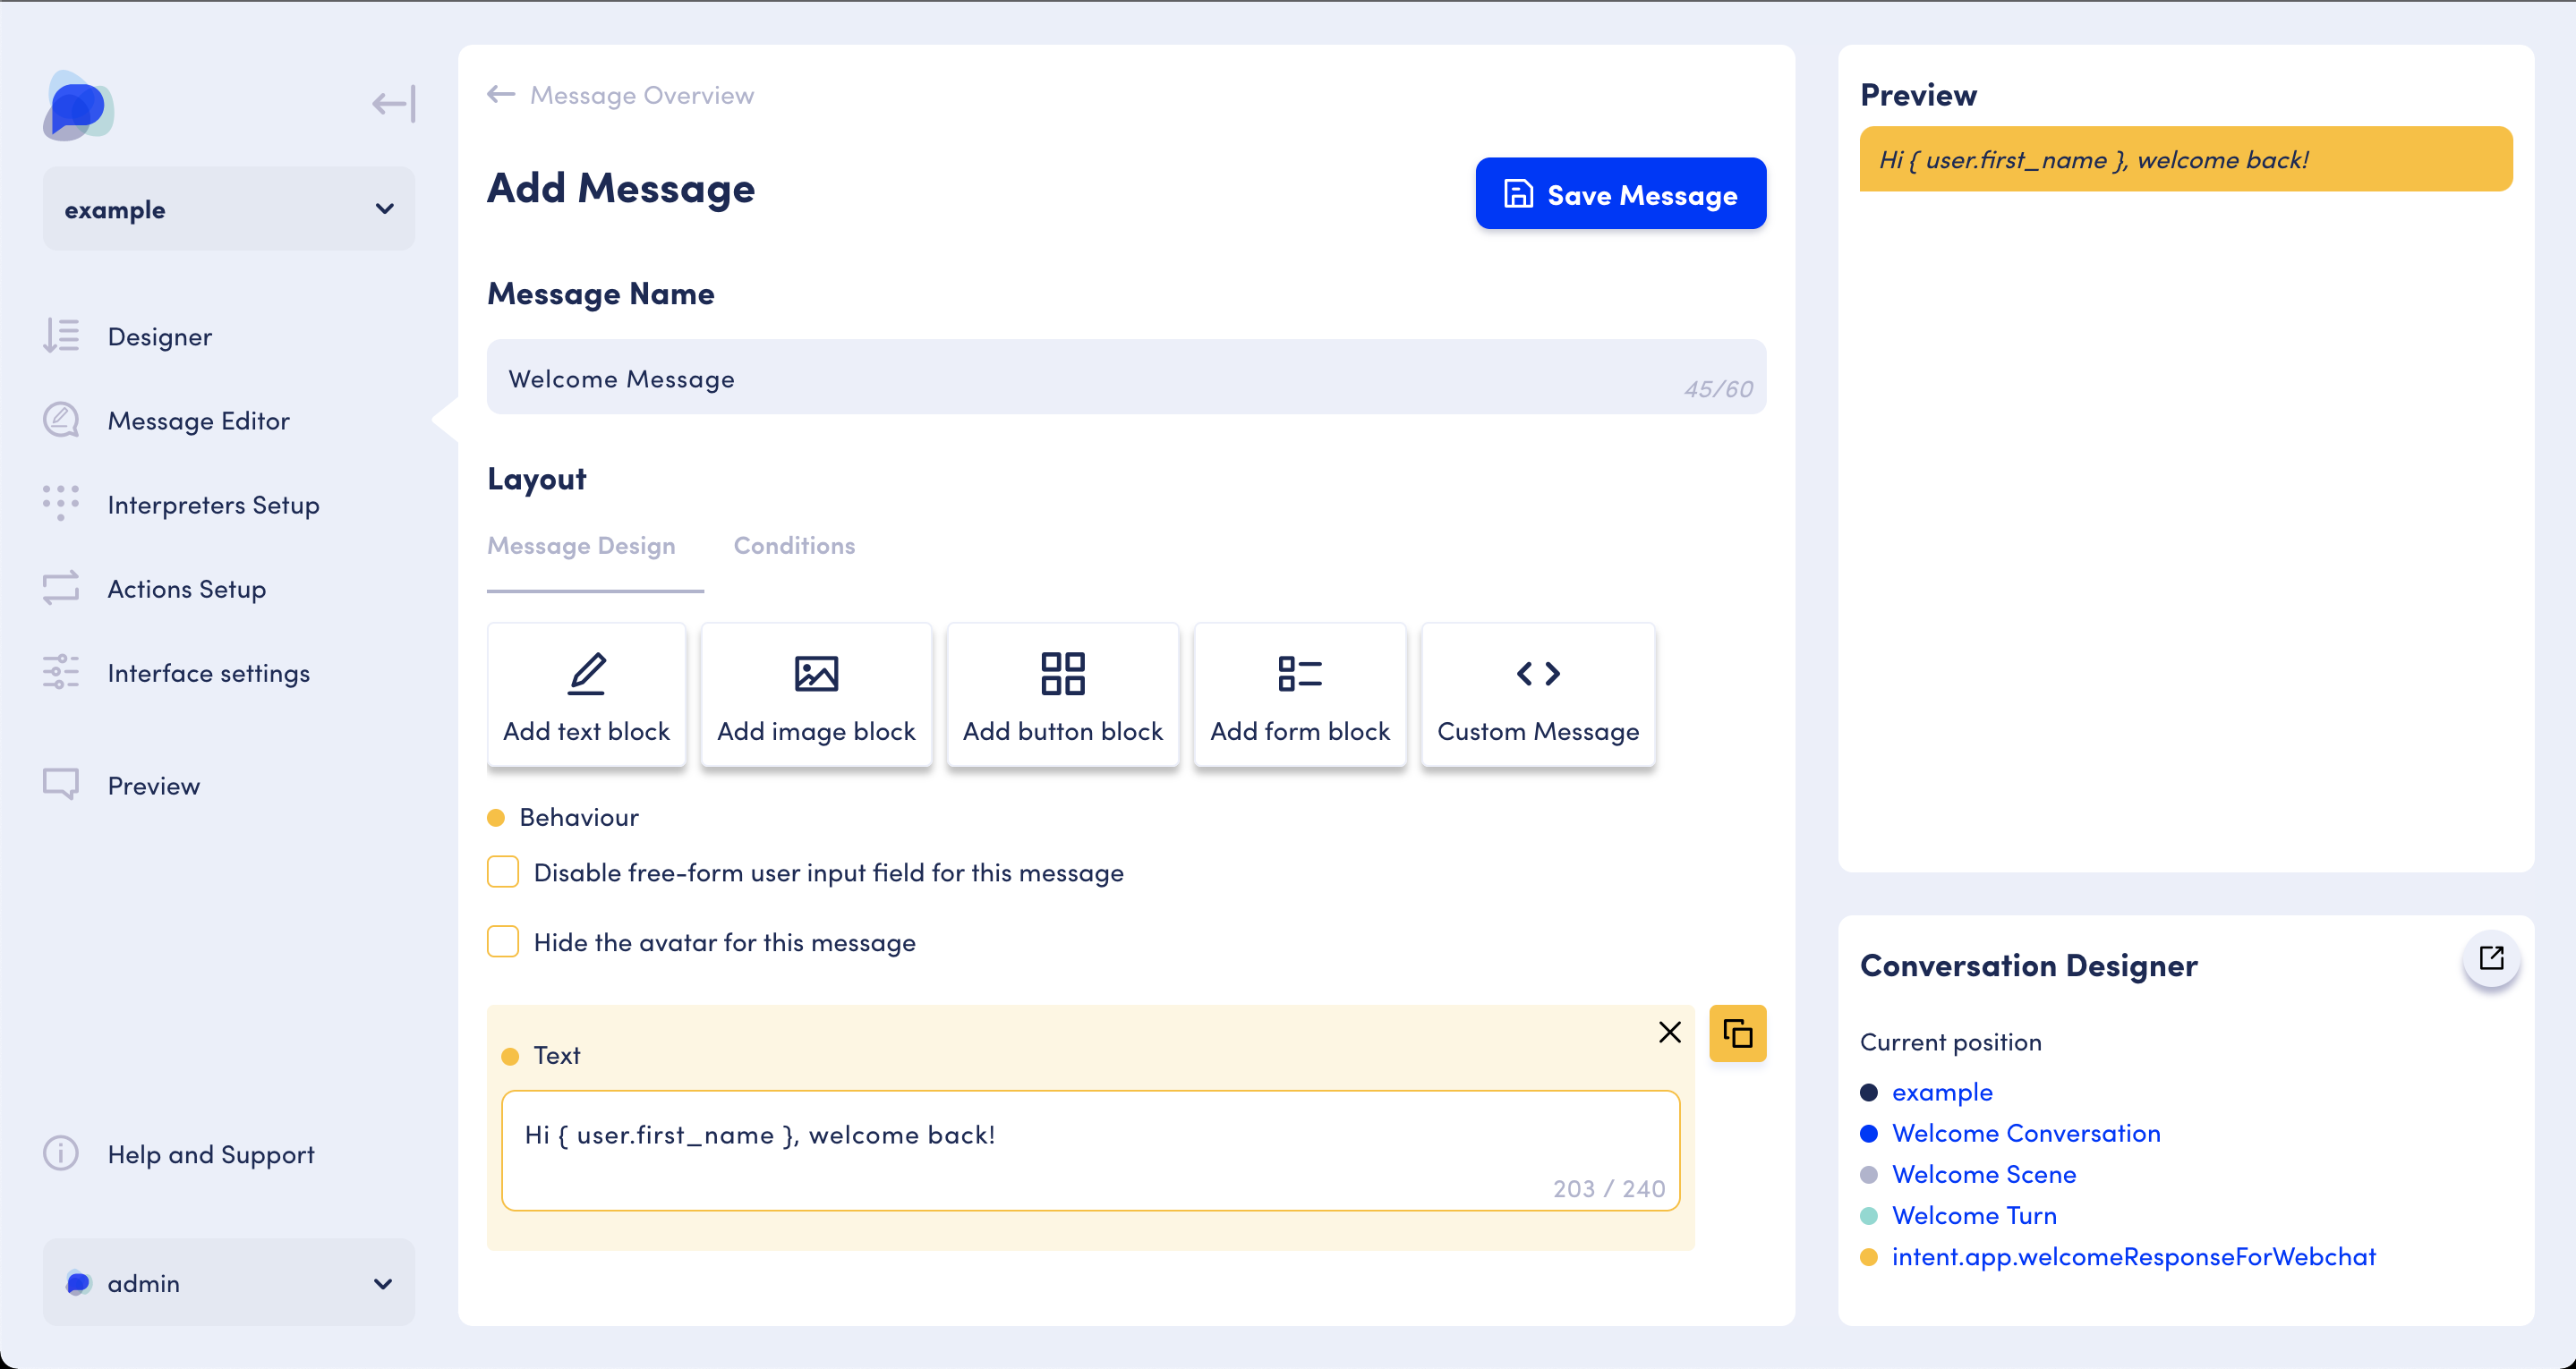 example
Designer
Message Editor
Interpreters Setup
Actions Setup
Interface settings
Preview
Help and Support
admin
Message Overview
Add Message
Save Message
Message Name
Welcome Message
45/60
Layout
Message Design
Conditions
Add text block
Add image block
Add button block
Add form block
Custom Message
Behaviour
Disable free-form user input field for this message
Hide the avatar for this message
Text
Hi { user.first_name }, welcome back!
203 / 240
Preview
Hi { user.first_name }, welcome back!
Conversation Designer
Current position
example
Welcome Conversation
Welcome Scene
Welcome Turn
intent.app.welcomeResponseForWebchat